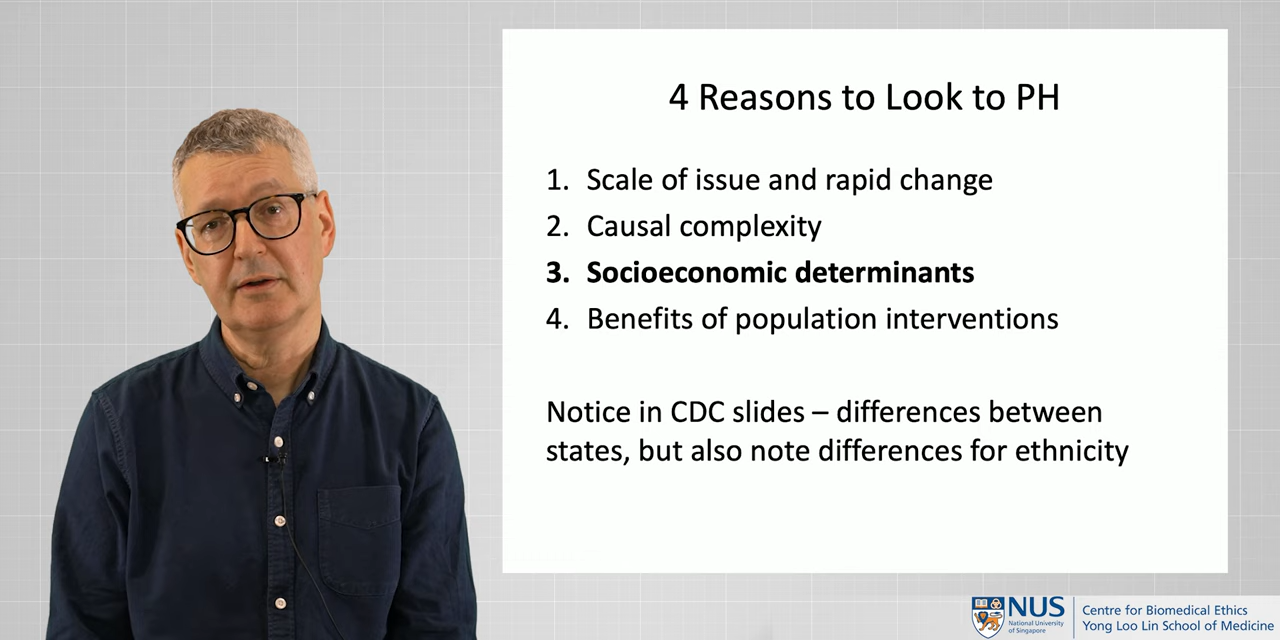 4 Reasons to Look to PH
1. Scale of issue and rapid change
2. Causal complexity
3. Socioeconomic determinants
4. Benefits of population interventions
Notice in CDC slides – differences between
states, but also note differences for ethnicity
NUS
National University
of Singapore
Centre for Biomedical Ethics
Yong Loo Lin School of Medicine